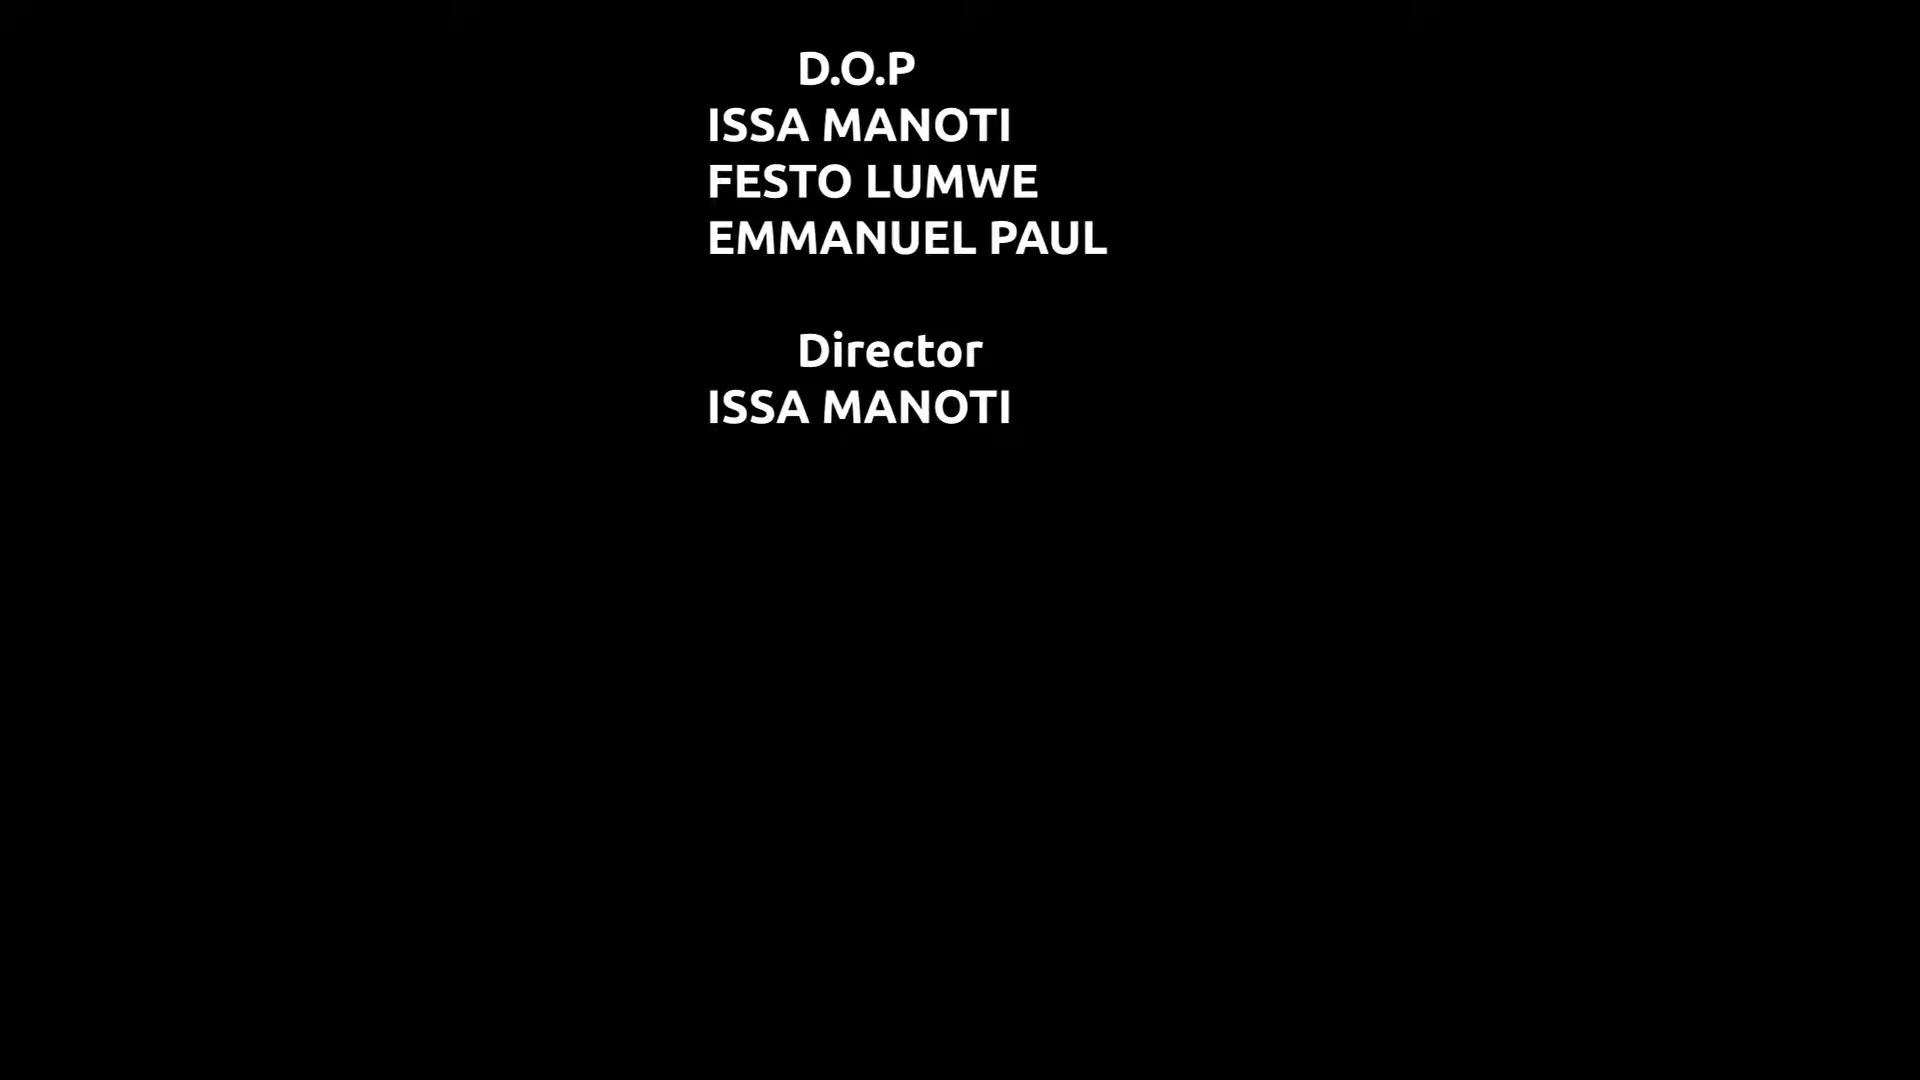 D.O.P
ISSA MANOTI
FESTO LUMWE
EMMANUEL PAUL
Director
ISSA MANOTI